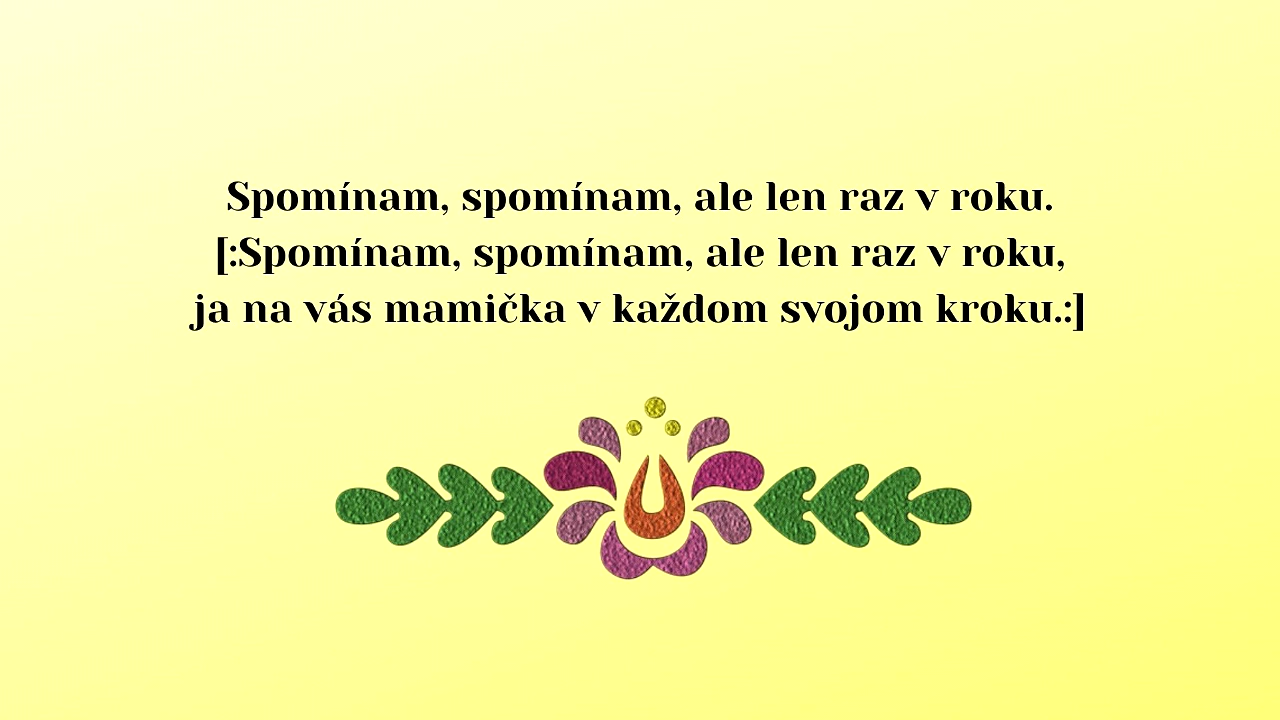 Spomínam, spomínam, ale len raz v roku.
[:Spomínam, spomínam, ale len raz v roku,
ja na vás mamička v každom svojom kroku.:]